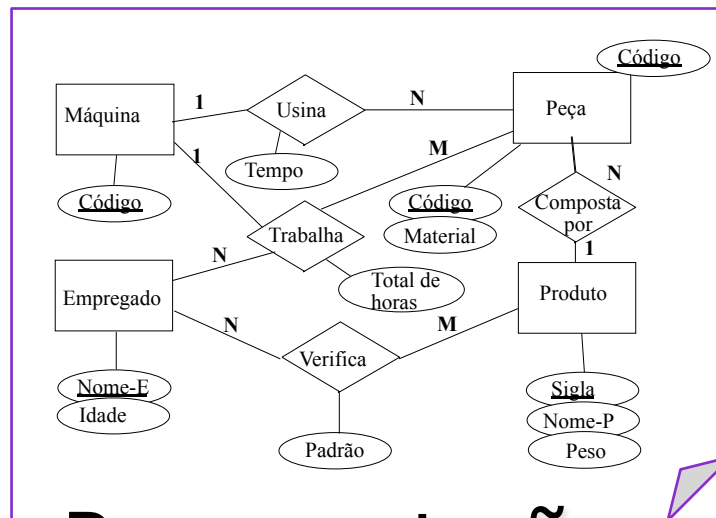 Código
1
Usina
N
Máquina
Peça
1
M
Tempo
N
Código
Código
Composta
por
Trabalha
Material
N
1
Empregado
Total de
horas
Produto
N
M
Verifica
Nome-E
Sigla
Idade
Nome-P
Padrão
Peso